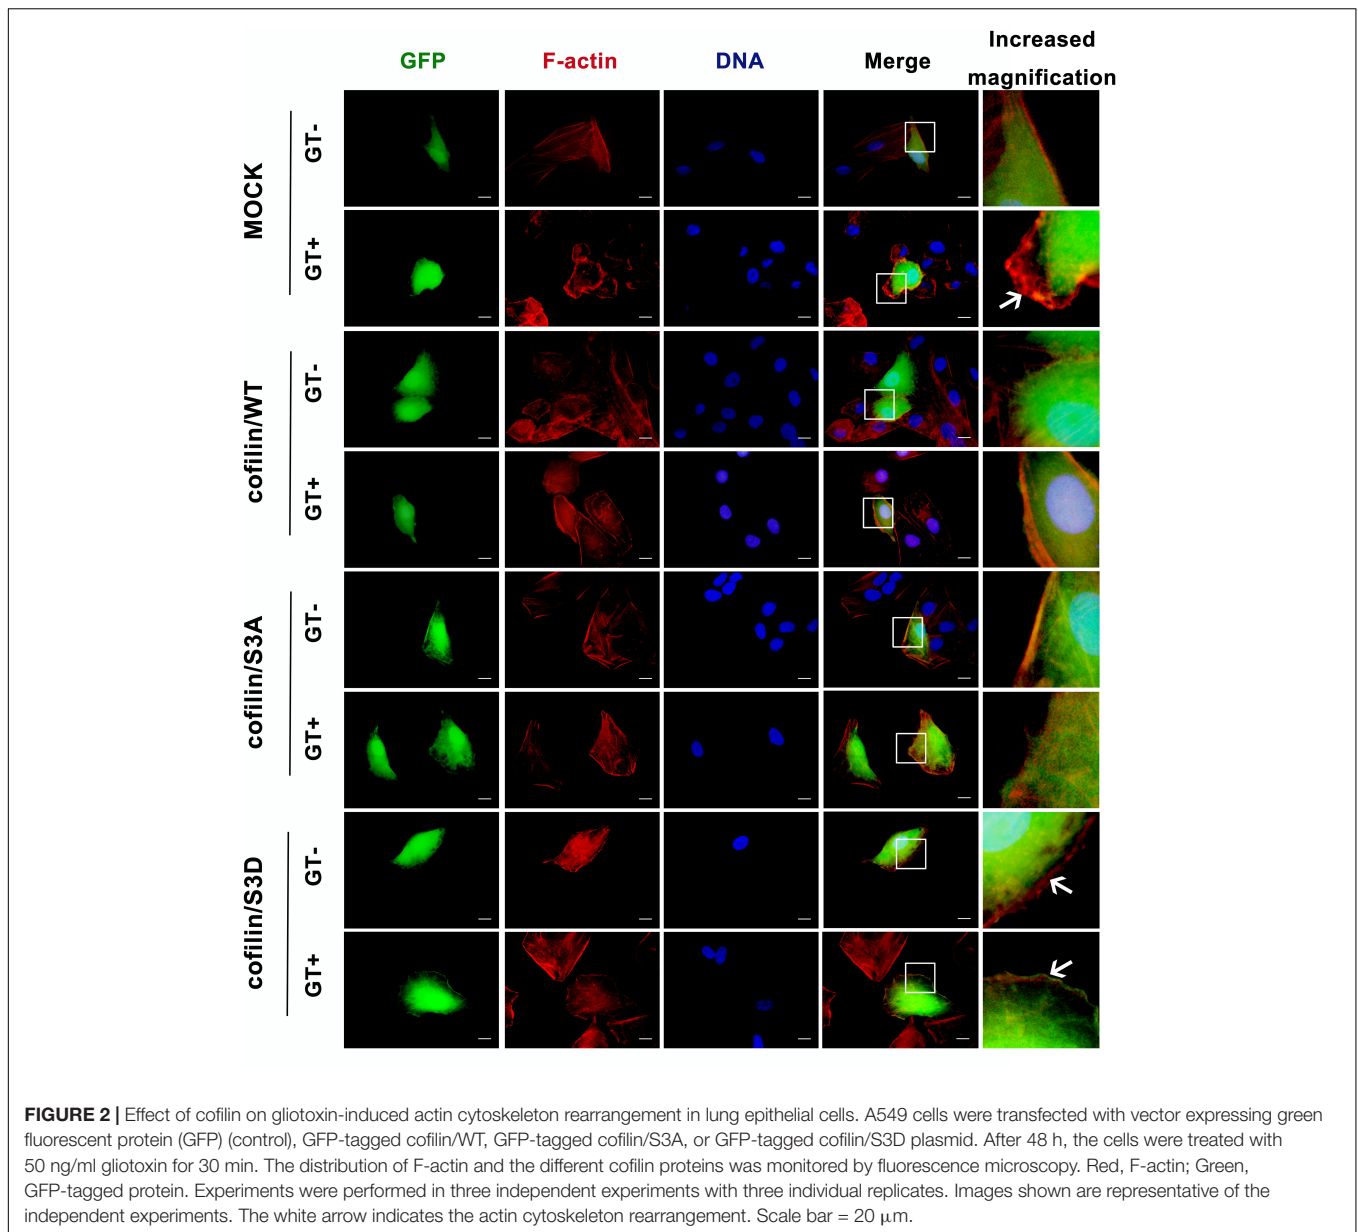 GFP F-actin DNA Merge Increased magnification
MOCK
GT-
GT+
cofilin/WT
GT-
GT+
cofilin/S3A
GT-
GT+
cofilin/S3D
GT-
GT+
FIGURE 2 | Effect of cofilin on gliotoxin-induced actin cytoskeleton rearrangement in lung epithelial cells. A549 cells were transfected with vector expressing green
fluorescent protein (GFP) (control), GFP-tagged cofilin/WT, GFP-tagged cofilin/S3A, or GFP-tagged cofilin/S3D plasmid. After 48 h, the cells were treated with
50 ng/ml gliotoxin for 30 min. The distribution of F-actin and the different cofilin proteins was monitored by fluorescence microscopy. Red, F-actin; Green,
GFP-tagged protein. Experiments were performed in three independent experiments with three individual replicates. Images shown are representative of the
independent experiments. The white arrow indicates the actin cytoskeleton rearrangement. Scale bar = 20 μm.